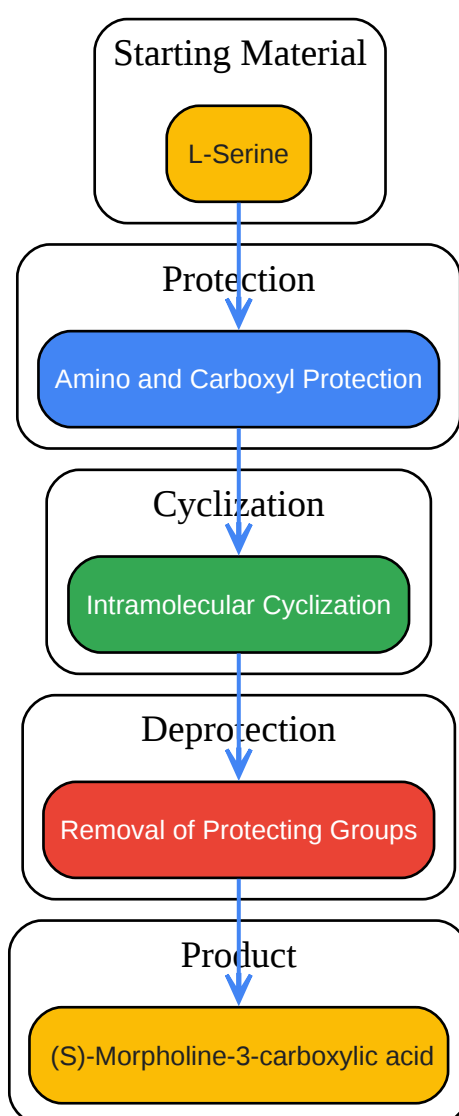 Starting Material
L-Serine
Protection
Amino and Carboxyl Protection
Cyclization
Intramolecular Cyclization
Deprotection
Removal of Protecting Groups
Product
(S)-Morpholine-3-carboxylic acid